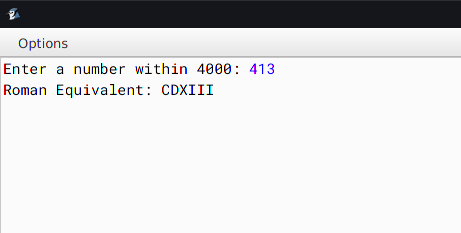 Options
Enter a number within 4000: 413
Roman Equivalent: CDXIII